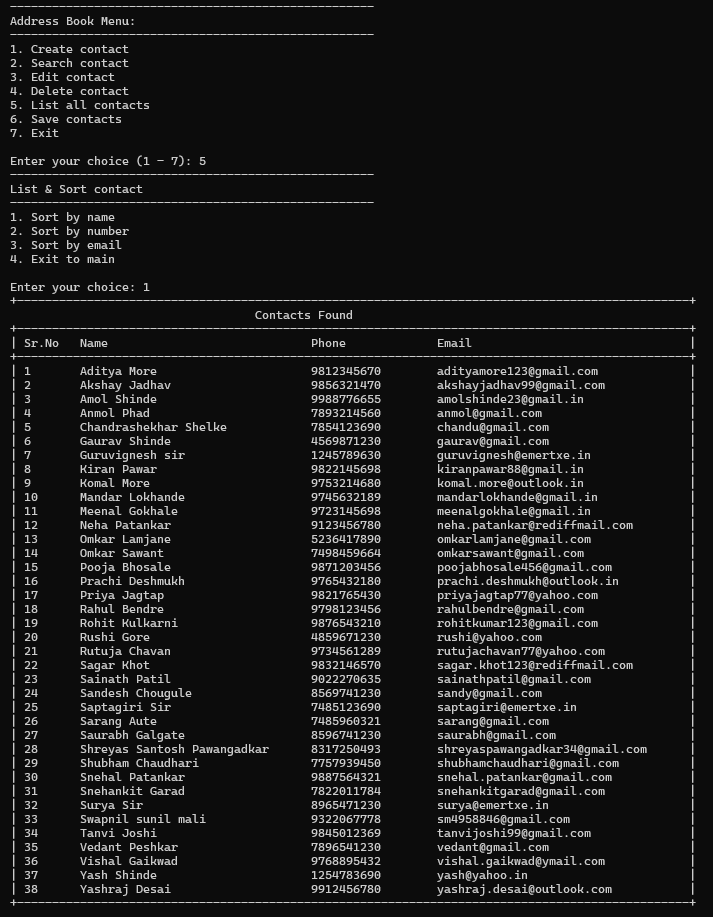 ----------------------------------------------------
Address Book Menu:
----------------------------------------------------
1. Create contact
2. Search contact
3. Edit contact
4. Delete contact
5. List all contacts
6. Save contacts
7. Exit
Enter your choice (1 - 7): 5
----------------------------------------------------
List & Sort contact
----------------------------------------------------
1. Sort by name
2. Sort by number
3. Sort by email
4. Exit to main
Enter your choice: 1
+------------------------------------------------------------------------------------------------+
Contacts Found
+------------------------------------------------------------------------------------------------+
| Sr.No   Name                             Phone             Email                               |
+------------------------------------------------------------------------------------------------+
| 1       Aditya More                      9812345670        adityamore123@gmail.com             |
| 2       Akshay Jadhav                    9856321470        akshayjadhav99@gmail.com            |
| 3       Amol Shinde                      9988776655        amolshinde23@gmail.in               |
| 4       Anmol Phad                       7893214560        anmol@gmail.com                     |
| 5       Chandrashekhar Shelke            7854123690        chandu@gmail.com                    |
| 6       Gaurav Shinde                    4569871230        gaurav@gmail.com                    |
| 7       Guruvignesh sir                  1245789630        guruvignesh@emertxe.in              |
| 8       Kiran Pawar                      9822145698        kiranpawar88@gmail.in               |
| 9       Komal More                       9753214680        komal.more@outlook.in               |
| 10      Mandar Lokhande                  9745632189        mandarlokhande@gmail.in             |
| 11      Meenal Gokhale                   9723145698        meenalgokhale@gmail.in              |
| 12      Neha Patankar                    9123456780        neha.patankar@rediffmail.com        |
| 13      Omkar Lamjane                    5236417890        omkarlamjane@gmail.com              |
| 14      Omkar Sawant                     7498459664        omkarsawant@gmail.com               |
| 15      Pooja Bhosale                    9871203456        poojabhosale456@gmail.com           |
| 16      Prachi Deshmukh                  9765432180        prachi.deshmukh@outlook.in          |
| 17      Priya Jagtap                     9821765430        priyajagtap77@yahoo.com             |
| 18      Rahul Bendre                     9798123456        rahulbendre@gmail.com               |
| 19      Rohit Kulkarni                   9876543210        rohitkumar123@gmail.com             |
| 20      Rushi Gore                       4859671230        rushi@yahoo.com                     |
| 21      Rutuja Chavan                    9734561289        rutujachavan77@yahoo.com            |
| 22      Sagar Khot                       9832146570        sagar.khot123@rediffmail.com        |
| 23      Sainath Patil                    9022270635        sainathpatil@gmail.com              |
| 24      Sandesh Chougule                 8569741230        sandy@gmail.com                     |
| 25      Saptagiri Sir                    7485123690        saptagiri@emertxe.in                |
| 26      Sarang Aute                      7485960321        sarang@gmail.com                    |
| 27      Saurabh Galgate                  8596741230        saurabh@gmail.com                   |
| 28      Shreyas Santosh Pawangadkar      8317250493        shreyaspawangadkar34@gmail.com      |
| 29      Shubham Chaudhari                7757939450        shubhamchaudhari@gmail.com          |
| 30      Snehal Patankar                  9887564321        snehal.patankar@gmail.com           |
| 31      Snehankit Garad                  7822011784        snehankitgarad@gmail.com            |
| 32      Surya Sir                        8965471230        surya@emertxe.in                    |
| 33      Swapnil sunil mali               9322067778        sm4958846@gmail.com                 |
| 34      Tanvi Joshi                      9845012369        tanvijoshi99@gmail.com              |
| 35      Vedant Peshkar                   7896541230        vedant@gmail.com                    |
| 36      Vishal Gaikwad                   9768895432        vishal.gaikwad@ymail.com            |
| 37      Yash Shinde                      1254783690        yash@yahoo.in                       |
| 38      Yashraj Desai                    9912456780        yashraj.desai@outlook.com           |
+------------------------------------------------------------------------------------------------+